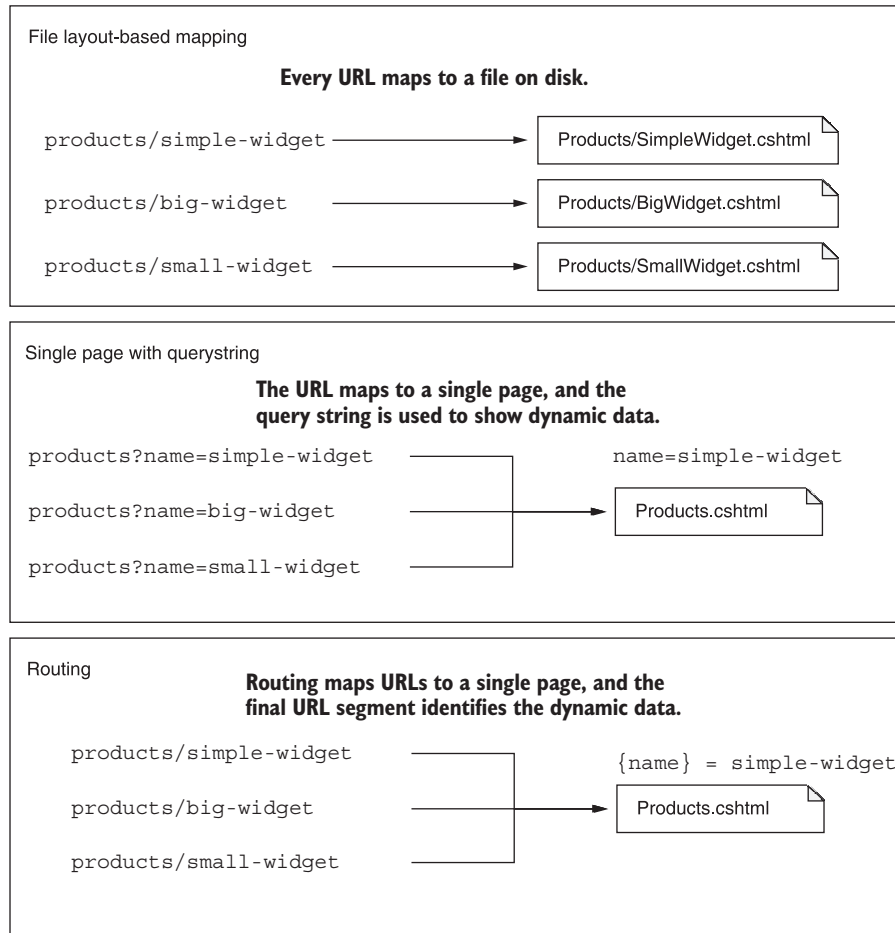 File layout-based mapping
Every URL maps to a file on disk.
products/simple-widget
Products/SimpleWidget.cshtml
products/big-widget
Products/BigWidget.cshtml
products/small-widget
Products/SmallWidget.cshtml
Single page with querystring
The URL maps to a single page, and the
query string is used to show dynamic data.
products?name=simple-widget
name=simple-widget
products?name=big-widget
Products.cshtml
products?name=small-widget
Routing
Routing maps URLs to a single page, and the
final URL segment identifies the dynamic data.
products/simple-widget
{name} = simple-widget
products/big-widget
Products.cshtml
products/small-widget